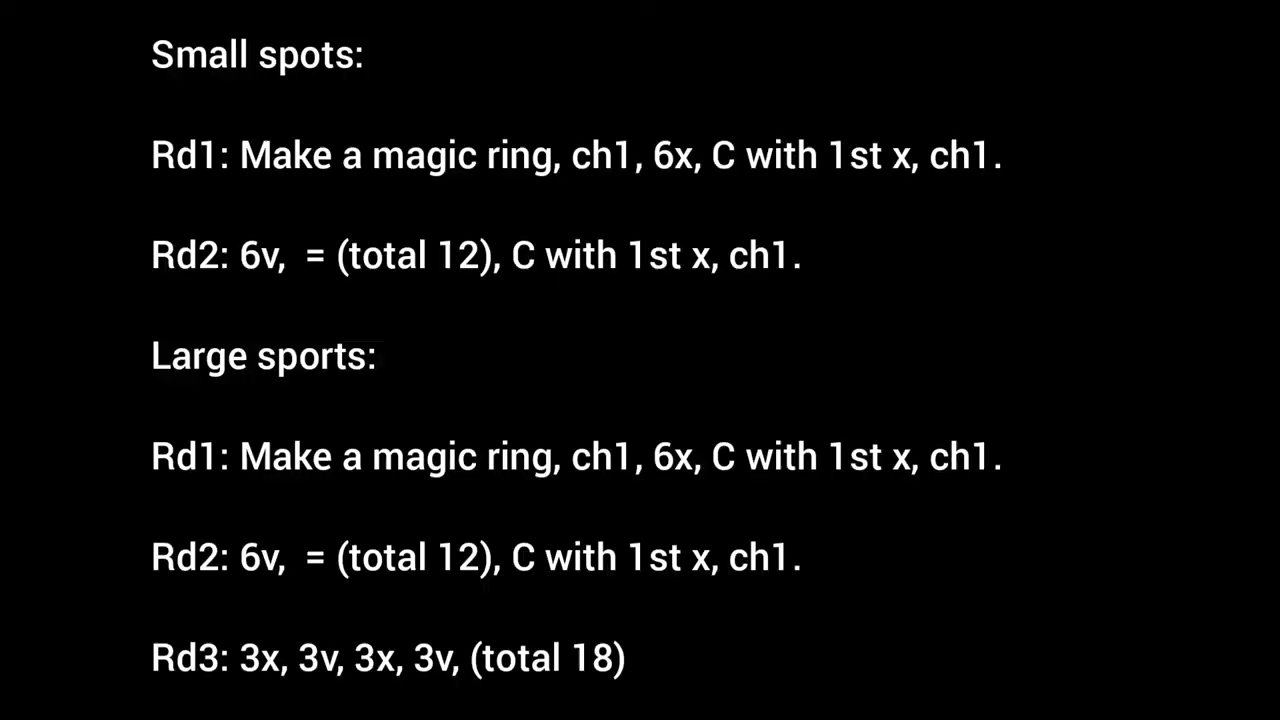 Small spots:
Rd1: Make a magic ring, ch1, 6x, C with 1st x, ch1.
Rd2: 6v,  = (total 12), C with 1st x, ch1.
Large sports:
Rd1: Make a magic ring, ch1, 6x, C with 1st x, ch1.
Rd2: 6v,  = (total 12), C with 1st x, ch1.
Rd3: 3x, 3v, 3x, 3v, (total 18)